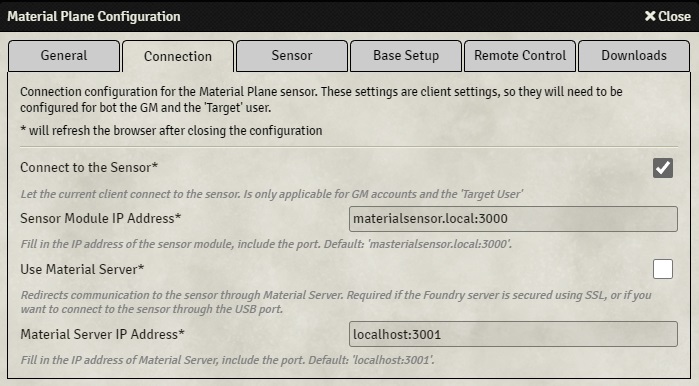 Material Plane Configuration
Close
General
Connection
Sensor
Base Setup
Remote Control
Downloads
Connection configuration for the Material Plane sensor. These settings are client settings, so they will need to
be configured for bot the GM and the 'Target' user.
* will refresh the browser after closing the configuration
Connect to the Sensor*
Let the current client connect to the sensor. Is only applicable for GM accounts and the 'Target User'
Sensor Module IP Address*
materialsensor.local:3000
Fill in the IP address of the sensor module, include the port. Default: 'masterialsensor.local:3000'.
Use Material Server*
Redirects communication to the sensor through Material Server. Required if the Foundry server is secured using SSL, or if you
want to connect to the sensor through the USB port.
Material Server IP Address*
localhost:3001
Fill in the IP address of Material Server, include the port. Default: 'localhost:3001'.